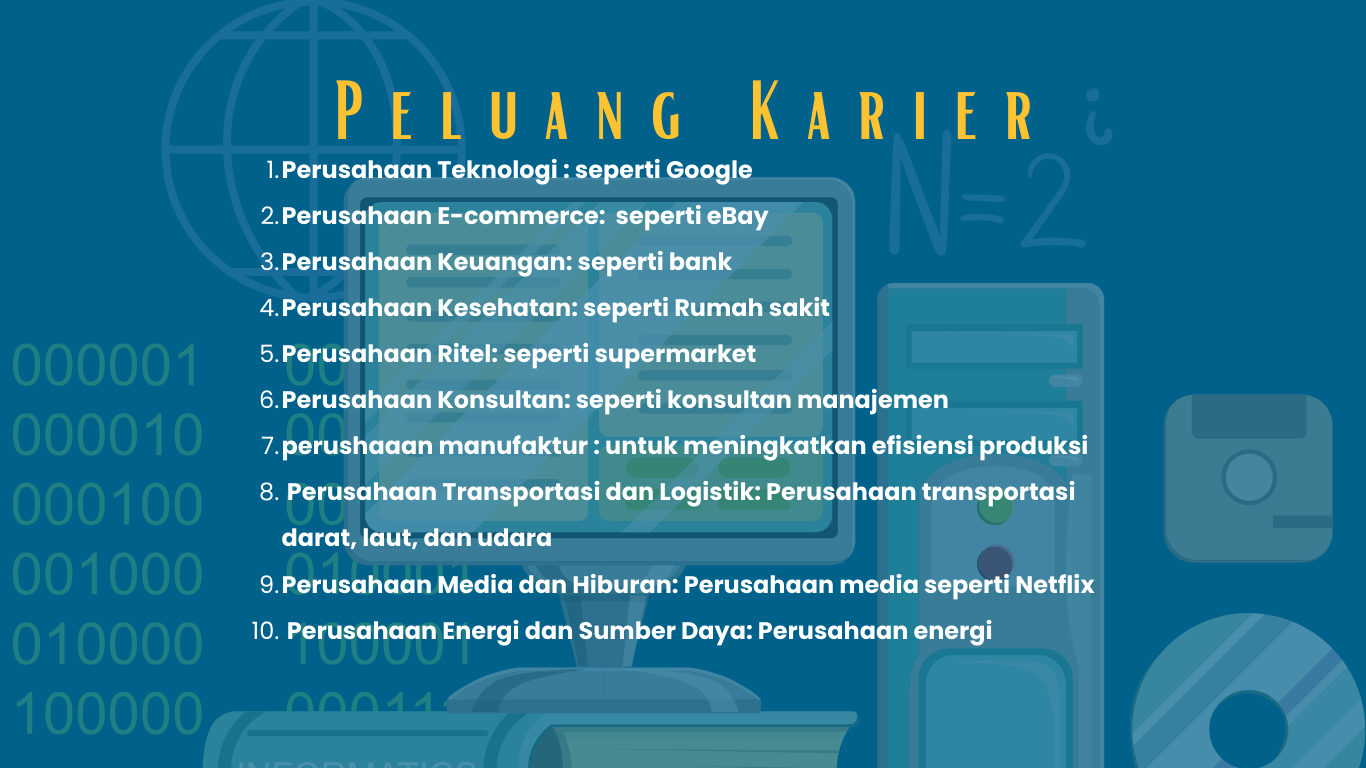 Peluang Karier
1. Perusahaan Teknologi : seperti Google
2. Perusahaan E-commerce:  seperti eBay
3. Perusahaan Keuangan: seperti bank
4. Perusahaan Kesehatan: seperti Rumah sakit
5. Perusahaan Ritel: seperti supermarket
6. Perusahaan Konsultan: seperti konsultan manajemen
7. perushaaan manufaktur : untuk meningkatkan efisiensi produksi
8. Perusahaan Transportasi dan Logistik: Perusahaan transportasi
darat, laut, dan udara
9. Perusahaan Media dan Hiburan: Perusahaan media seperti Netflix
10. Perusahaan Energi dan Sumber Daya: Perusahaan energi
N=2^i
000001
000010
000100
001000
010000 100001
100000
INFORMATICS